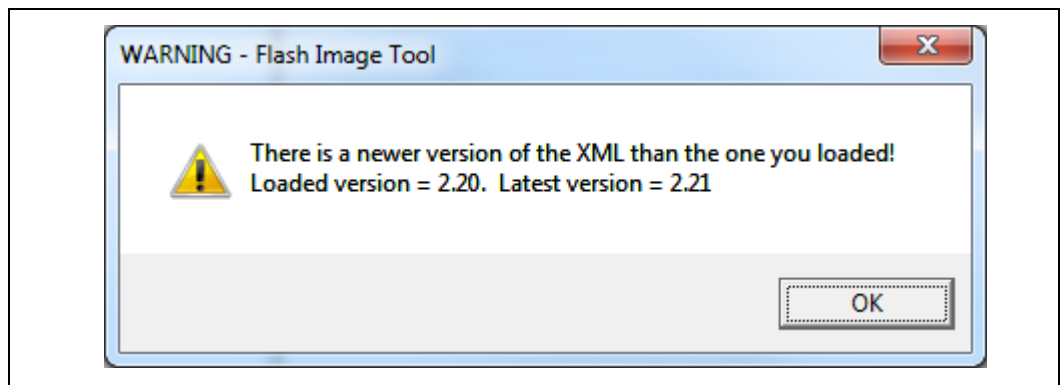 WARNING - Flash Image Tool
There is a newer version of the XML than the one you loaded!
Loaded version = 2.20.  Latest version = 2.21
OK